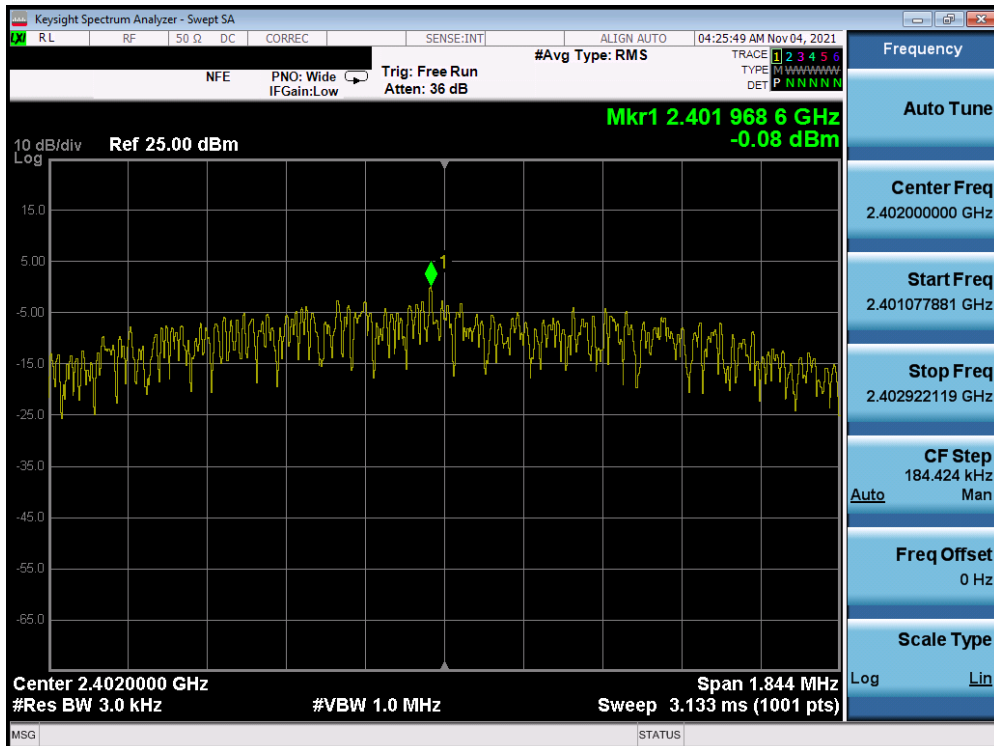 Keysight Spectrum Analyzer - Swept SA
LXI RL RF 50 Ω DC CORREC SENSE:INT ALIGN AUTO 04:25:49 AM Nov 04, 2021
#Avg Type: RMS TRACE 1 2 3 4 5 6
NFE PNO: Wide Trig: Free Run TYPE M W W W W W
IFGain:Low Atten: 36 dB DET P N N N N N
Mkr1 2.401 968 6 GHz
-0.08 dBm
10 dB/div Ref 25.00 dBm
Log
15.0
5.00
1
-5.00
-15.0
-25.0
-35.0
-45.0
-55.0
-65.0
Center 2.4020000 GHz Span 1.844 MHz
#Res BW 3.0 kHz #VBW 1.0 MHz Sweep 3.133 ms (1001 pts)
MSG STATUS
Frequency
Auto Tune
Center Freq
2.402000000 GHz
Start Freq
2.401077881 GHz
Stop Freq
2.402922119 GHz
CF Step
184.424 kHz
Auto Man
Freq Offset
0 Hz
Scale Type
Log Lin